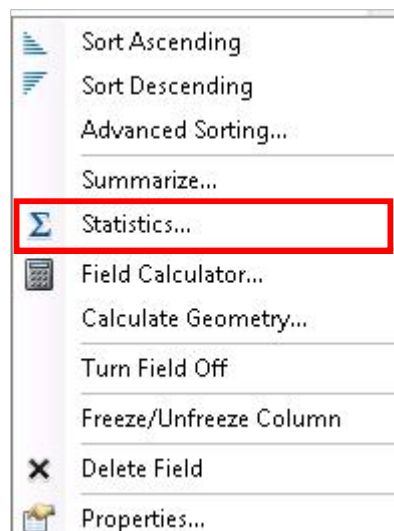 Sort Ascending
Sort Descending
Advanced Sorting...
Summarize...
Σ Statistics...
Field Calculator...
Calculate Geometry...
Turn Field Off
Freeze/Unfreeze Column
Delete Field
Properties...